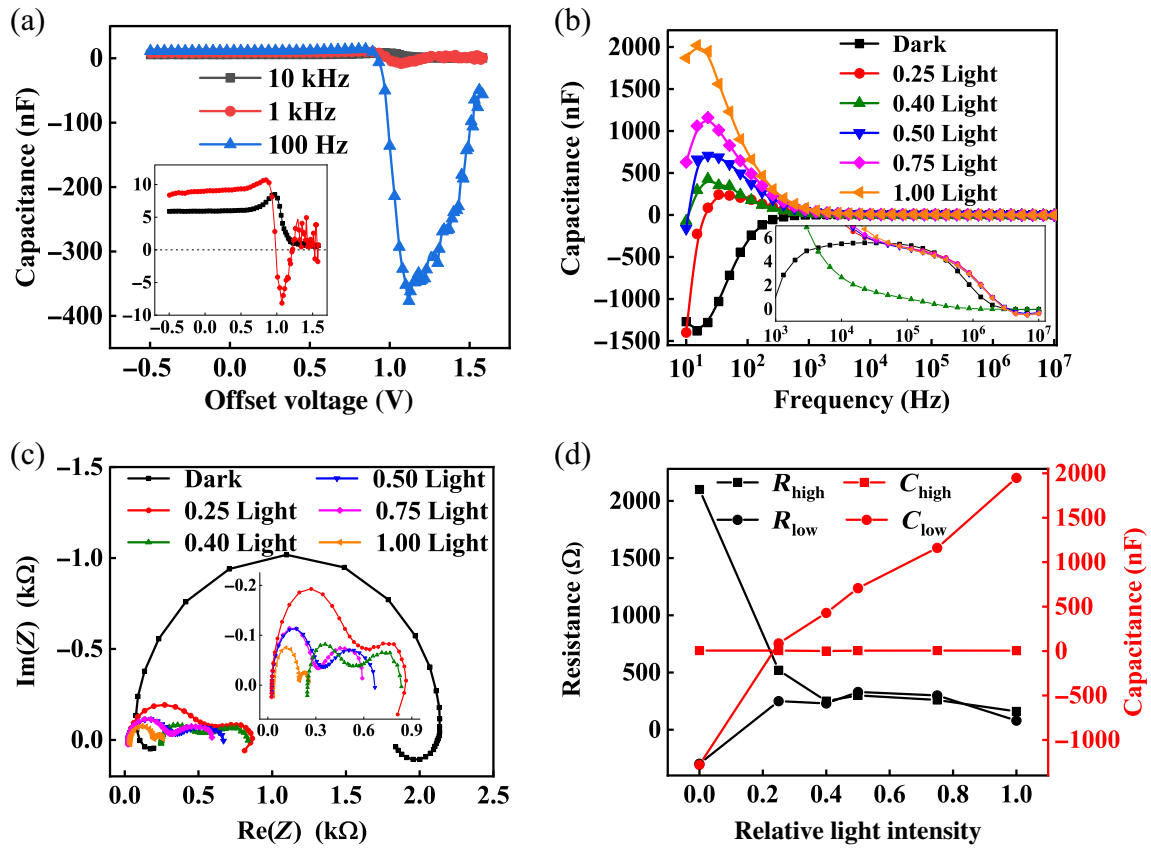 (a)
0
−100
−200
−300
−400
Capacitance (nF)
10 kHz
1 kHz
100 Hz
10
5
0
−5
−10
−0.5 0.0 0.5 1.0 1.5
−0.5 0.0 0.5 1.0 1.5
Offset voltage (V)
(b)
2000
1500
1000
500
0
−500
−1000
−1500
Capacitance (nF)
Dark
0.25 Light
0.40 Light
0.50 Light
0.75 Light
1.00 Light
6
4
2
0
10³ 10⁴ 10⁵ 10⁶ 10⁷
10¹ 10² 10³ 10⁴ 10⁵ 10⁶ 10⁷
Frequency (Hz)
(c)
−1.5
−1.0
−0.5
0.0
Im(Z) (kΩ)
Dark 0.50 Light
0.25 Light 0.75 Light
0.40 Light 1.00 Light
−0.2
−0.1
0.0
0.0 0.3 0.6 0.9
0.0 0.5 1.0 1.5 2.0 2.5
Re(Z) (kΩ)
(d)
2000
1500
1000
500
0
Resistance (Ω)
R_high C_high
R_low C_low
2000
1500
1000
500
0
−500
−1000
Capacitance (nF)
0.0 0.2 0.4 0.6 0.8 1.0
Relative light intensity